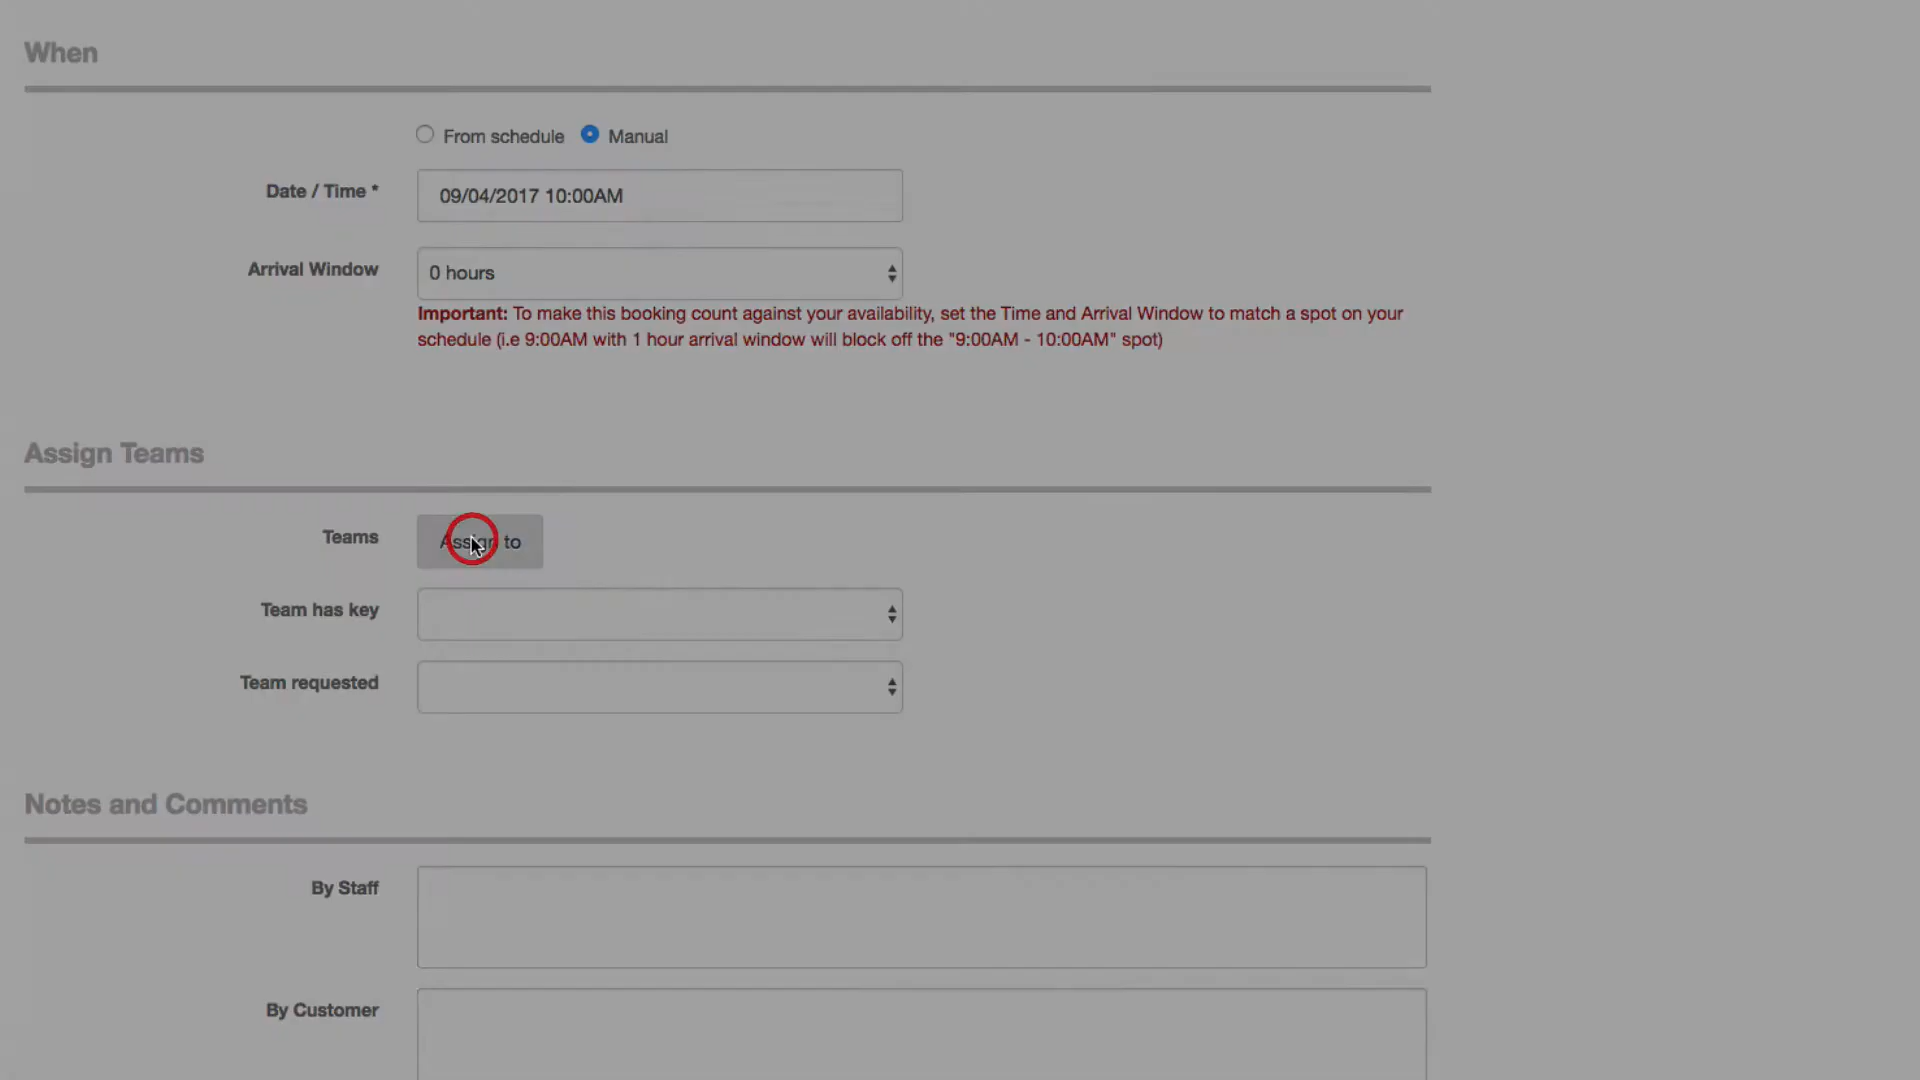 When
From schedule
Manual
Date / Time *
09/04/2017 10:00AM
Arrival Window
0 hours
Important: To make this booking count against your availability, set the Time and Arrival Window to match a spot on your
schedule (i.e 9:00AM with 1 hour arrival window will block off the "9:00AM - 10:00AM" spot)
Assign Teams
Teams
Assign to
Team has key
Team requested
Notes and Comments
By Staff
By Customer